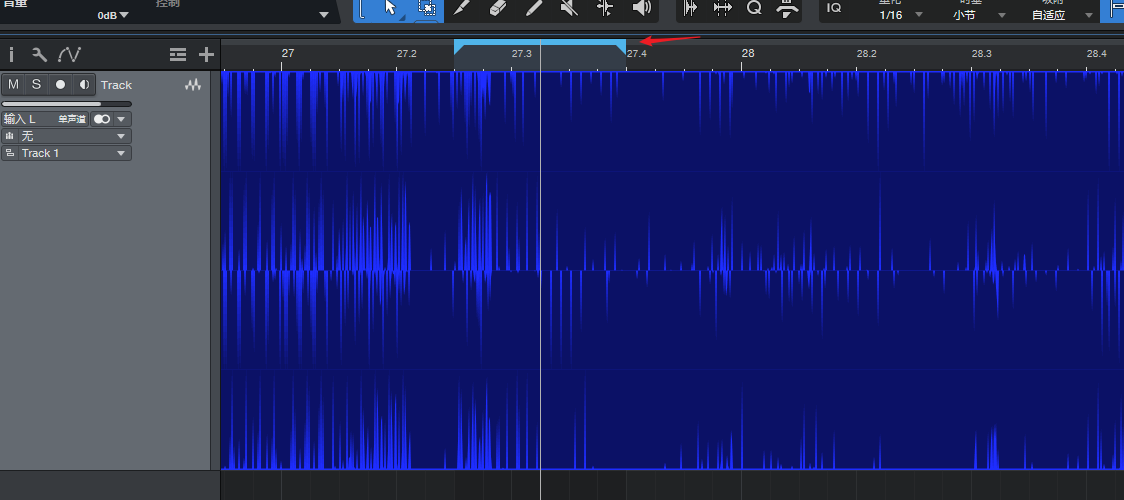 音量
控制
0dB
IQ
量化
1/16
时基
小节
吸附
自适应
27
27.2
27.3
27.4
28
28.2
28.3
28.4
M S Track
输入 L 单声道
无
Track 1